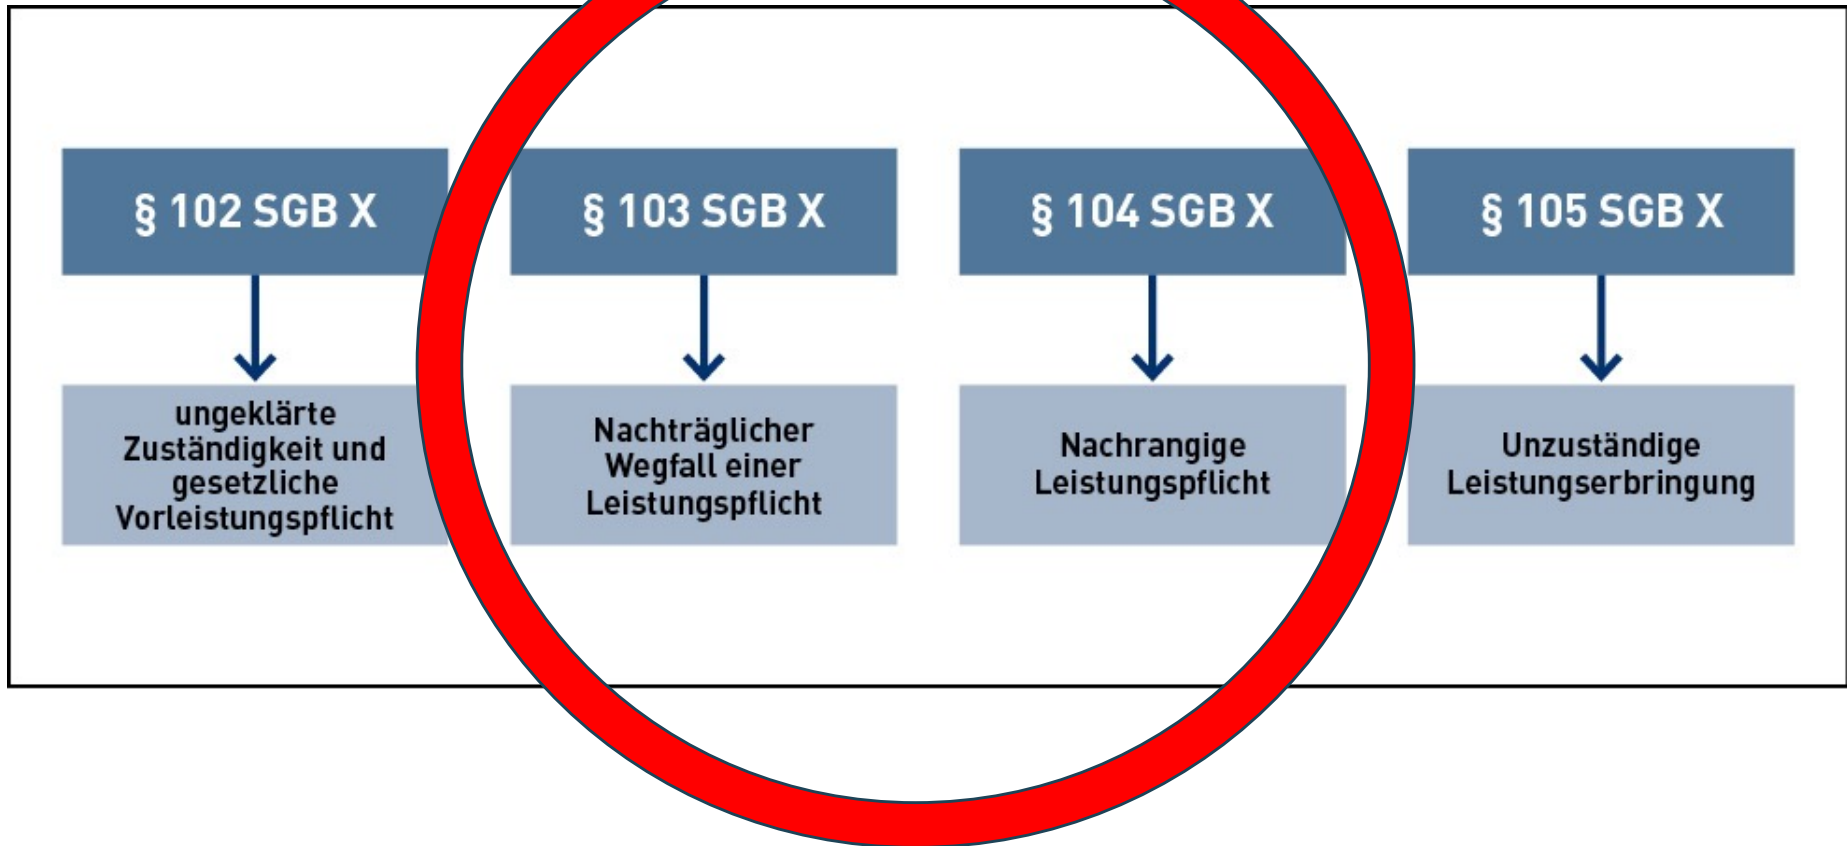 § 102 SGB X
§ 103 SGB X
§ 104 SGB X
§ 105 SGB X
ungeklärte
Zuständigkeit und
gesetzliche
Vorleistungspflicht
Nachträglicher
Wegfall einer
Leistungspflicht
Nachrangige
Leistungspflicht
Unzuständige
Leistungserbringung